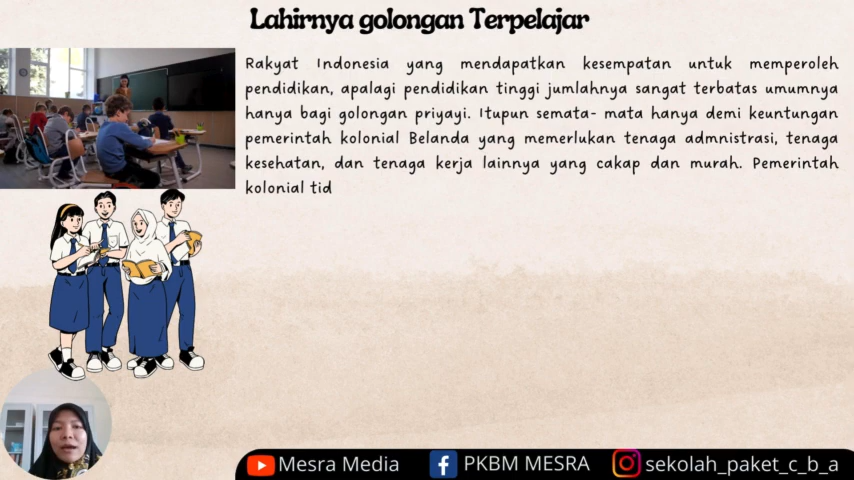 Lahirnya golongan Terpelajar
Rakyat Indonesia yang mendapatkan kesempatan untuk memperoleh
pendidikan, apalagi pendidikan tinggi jumlahnya sangat terbatas umumnya
hanya bagi golongan priyayi. Itupun semata- mata hanya demi keuntungan
pemerintah kolonial Belanda yang memerlukan tenaga admnistrasi, tenaga
kesehatan, dan tenaga kerja lainnya yang cakap dan murah. Pemerintah
kolonial tid
Mesra Media
PKBM MESRA
sekolah_paket_c_b_a